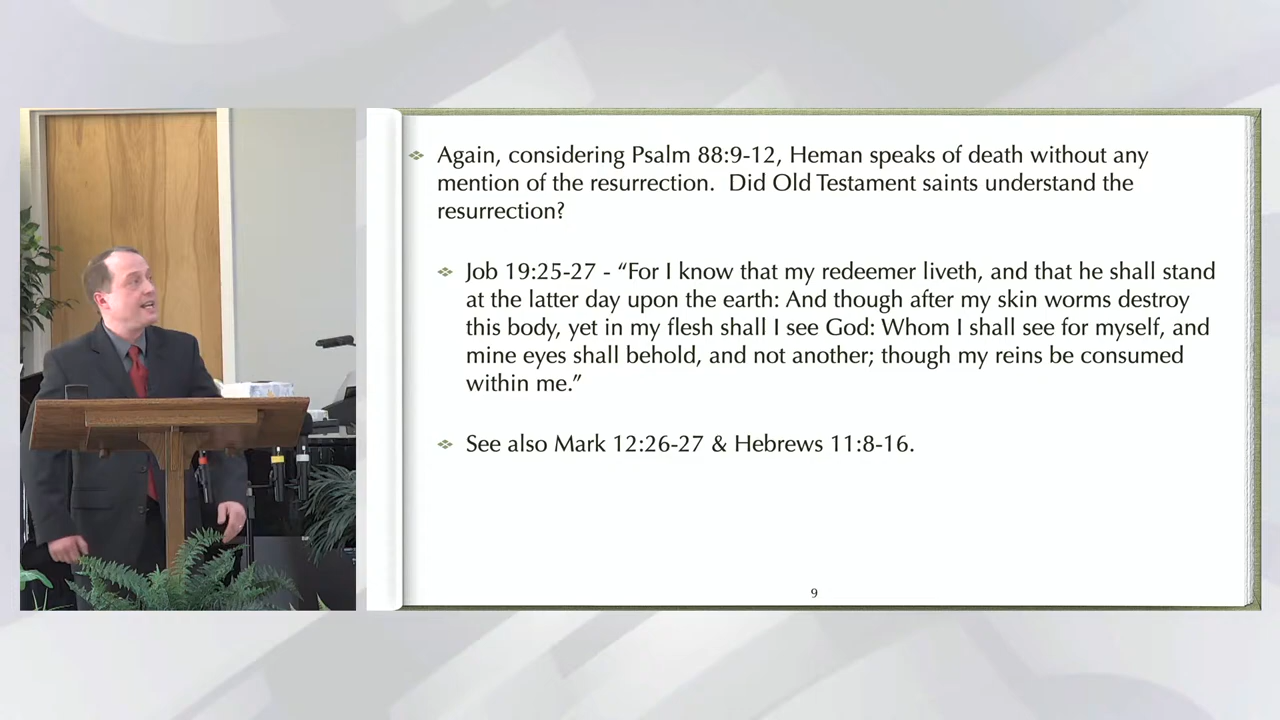 Again, considering Psalm 88:9-12, Heman speaks of death without any
mention of the resurrection.  Did Old Testament saints understand the
resurrection?
Job 19:25-27 - “For I know that my redeemer liveth, and that he shall stand
at the latter day upon the earth: And though after my skin worms destroy
this body, yet in my flesh shall I see God: Whom I shall see for myself, and
mine eyes shall behold, and not another; though my reins be consumed
within me.”
See also Mark 12:26-27 & Hebrews 11:8-16.
9